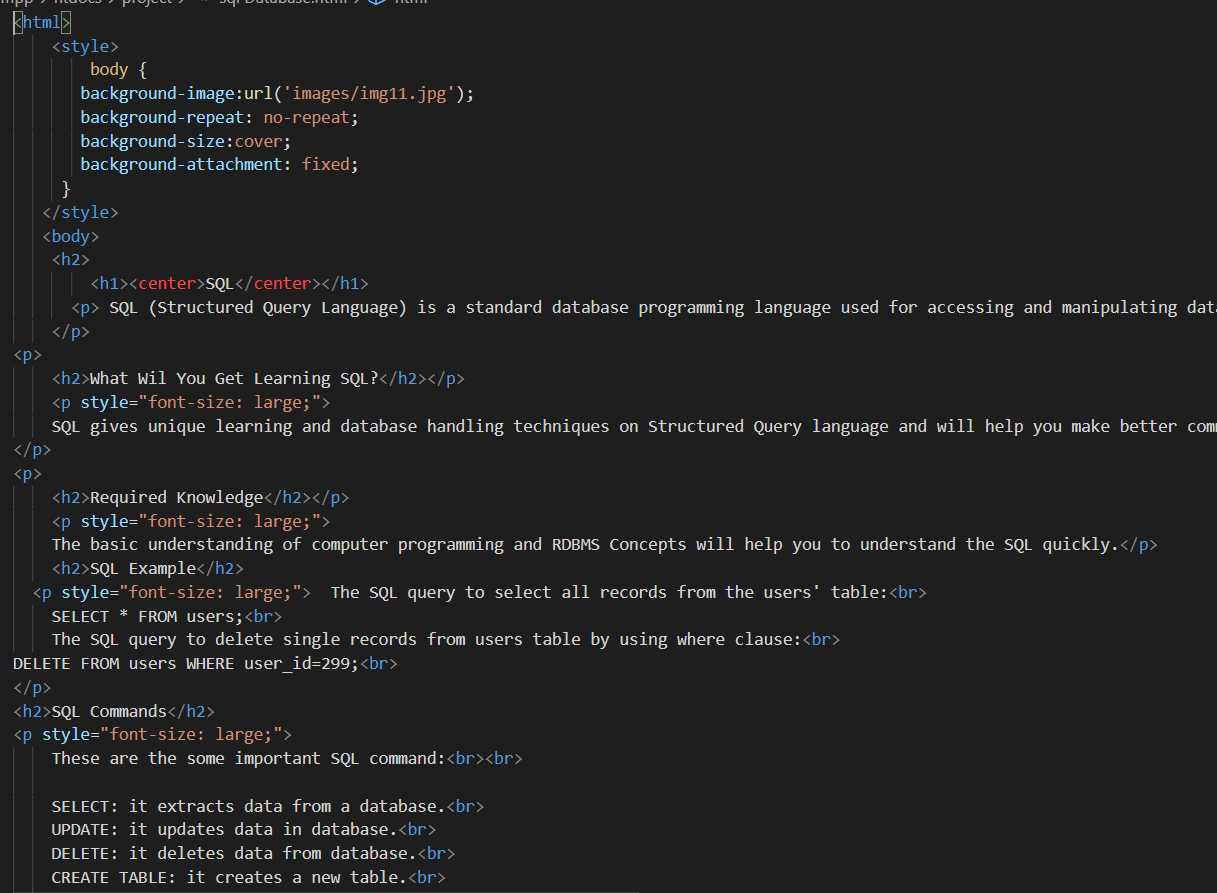 <html>
<style>
body {
background-image:url('images/img11.jpg');
background-repeat: no-repeat;
background-size:cover;
background-attachment: fixed;
}
</style>
<body>
<h2>
<h1><center>SQL</center></h1>
<p> SQL (Structured Query Language) is a standard database programming language used for accessing and manipulating
</p>
<p>
<h2>What Wil You Get Learning SQL?</h2></p>
<p style="font-size: large;">
SQL gives unique learning and database handling techniques on Structured Query language and will help you make better
</p>
<p>
<h2>Required Knowledge</h2></p>
<p style="font-size: large;">
The basic understanding of computer programming and RDBMS Concepts will help you to understand the SQL quickly.</p>
<h2>SQL Example</h2>
<p style="font-size: large;">  The SQL query to select all records from the users' table:<br>
SELECT * FROM users;<br>
The SQL query to delete single records from users table by using where clause:<br>
DELETE FROM users WHERE user_id=299;<br>
</p>
<h2>SQL Commands</h2>
<p style="font-size: large;">
These are the some important SQL command:<br><br>
SELECT: it extracts data from a database.<br>
UPDATE: it updates data in database.<br>
DELETE: it deletes data from database.<br>
CREATE TABLE: it creates a new table.<br>